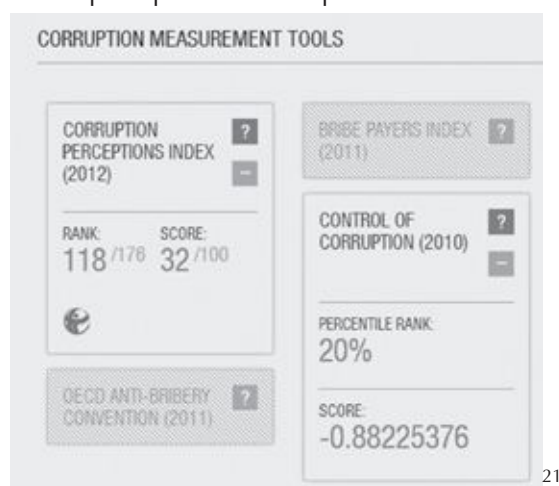 CORRUPTION MEASUREMENT TOOLS
CORRUPTION
PERCEPTIONS INDEX
(2012)
?
−
RANK: SCORE:
118/176 32/100
OECD ANTI-BRIBERY
CONVENTION (2011)
?
BRIBE PAYERS INDEX
(2011)
?
CONTROL OF
CORRUPTION (2010)
?
−
PERCENTILE RANK:
20%
SCORE:
-0.88225376
21